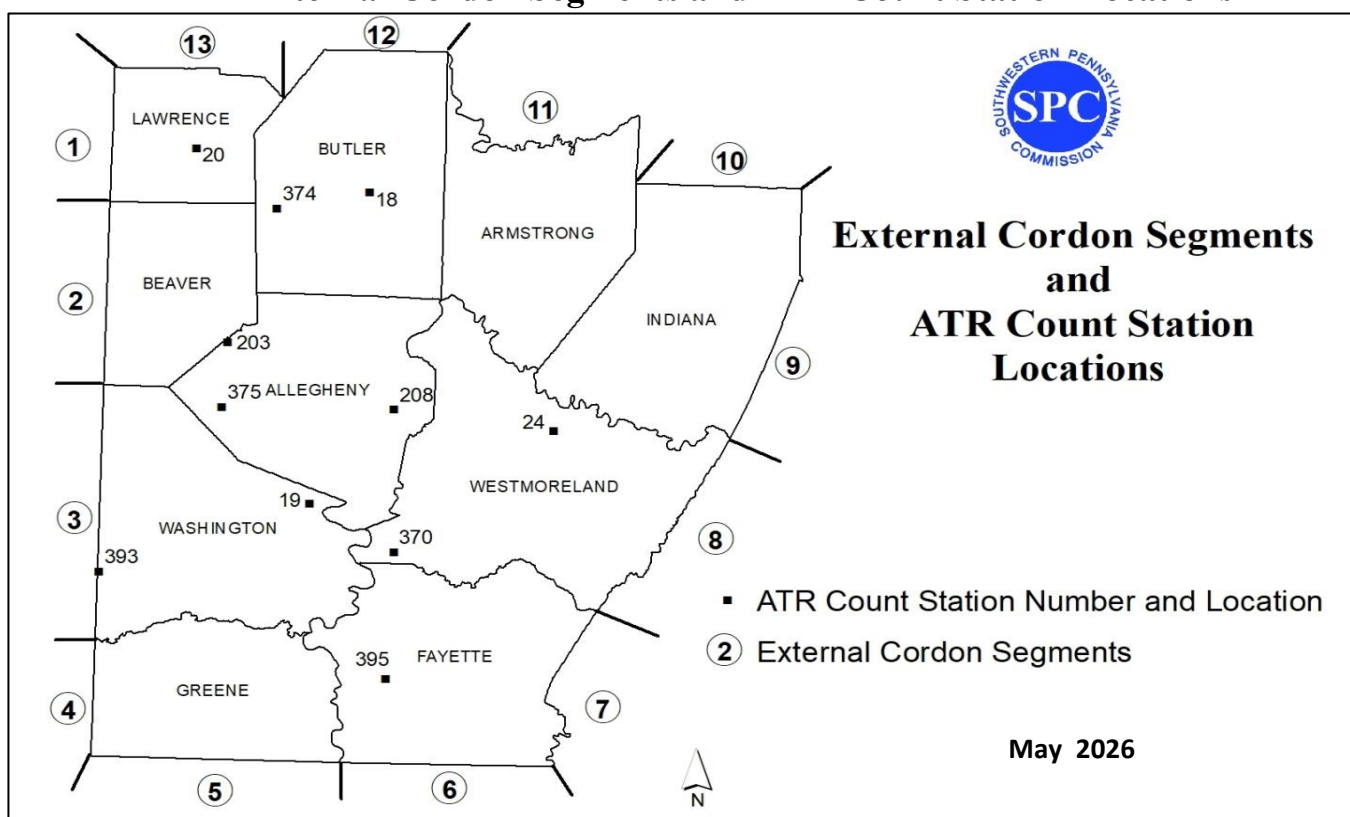 13
12
11
10
1
LAWRENCE
20
BUTLER
374
18
ARMSTRONG
SOUTHWESTERN PENNSYLVANIA
SPC
COMMISSION
External Cordon Segments
and
ATR Count Station
Locations
2
BEAVER
203
INDIANA
9
375
ALLEGHENY
208
24
WESTMORELAND
19
3
WASHINGTON
393
370
8
■ ATR Count Station Number and Location
2 External Cordon Segments
395
FAYETTE
GREENE
4
7
5
6
N
May 2026